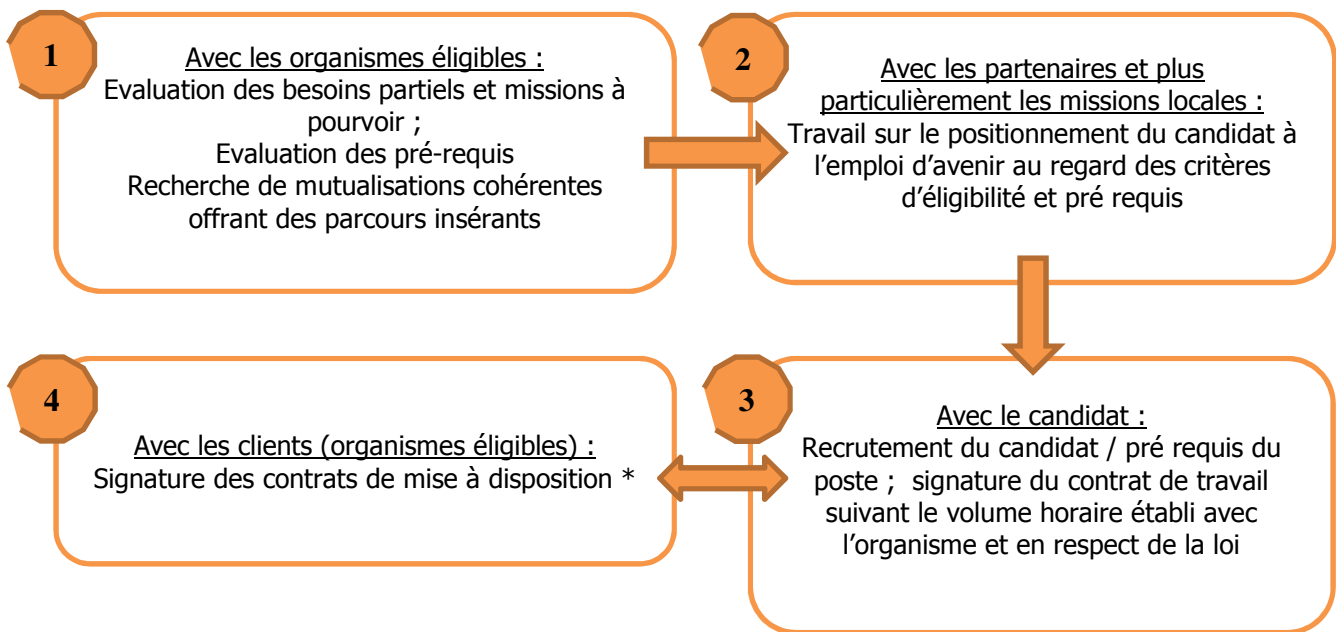 1
Avec les organismes éligibles :
Evaluation des besoins partiels et missions à
pourvoir ;
Evaluation des pré-requis
Recherche de mutualisations cohérentes
offrant des parcours insérants
2
Avec les partenaires et plus
particulièrement les missions locales :
Travail sur le positionnement du candidat à
l’emploi d’avenir au regard des critères
d’éligibilité et pré requis
3
Avec le candidat :
Recrutement du candidat / pré requis du
poste ; signature du contrat de travail
suivant le volume horaire établi avec
l’organisme et en respect de la loi
4
Avec les clients (organismes éligibles) :
Signature des contrats de mise à disposition *